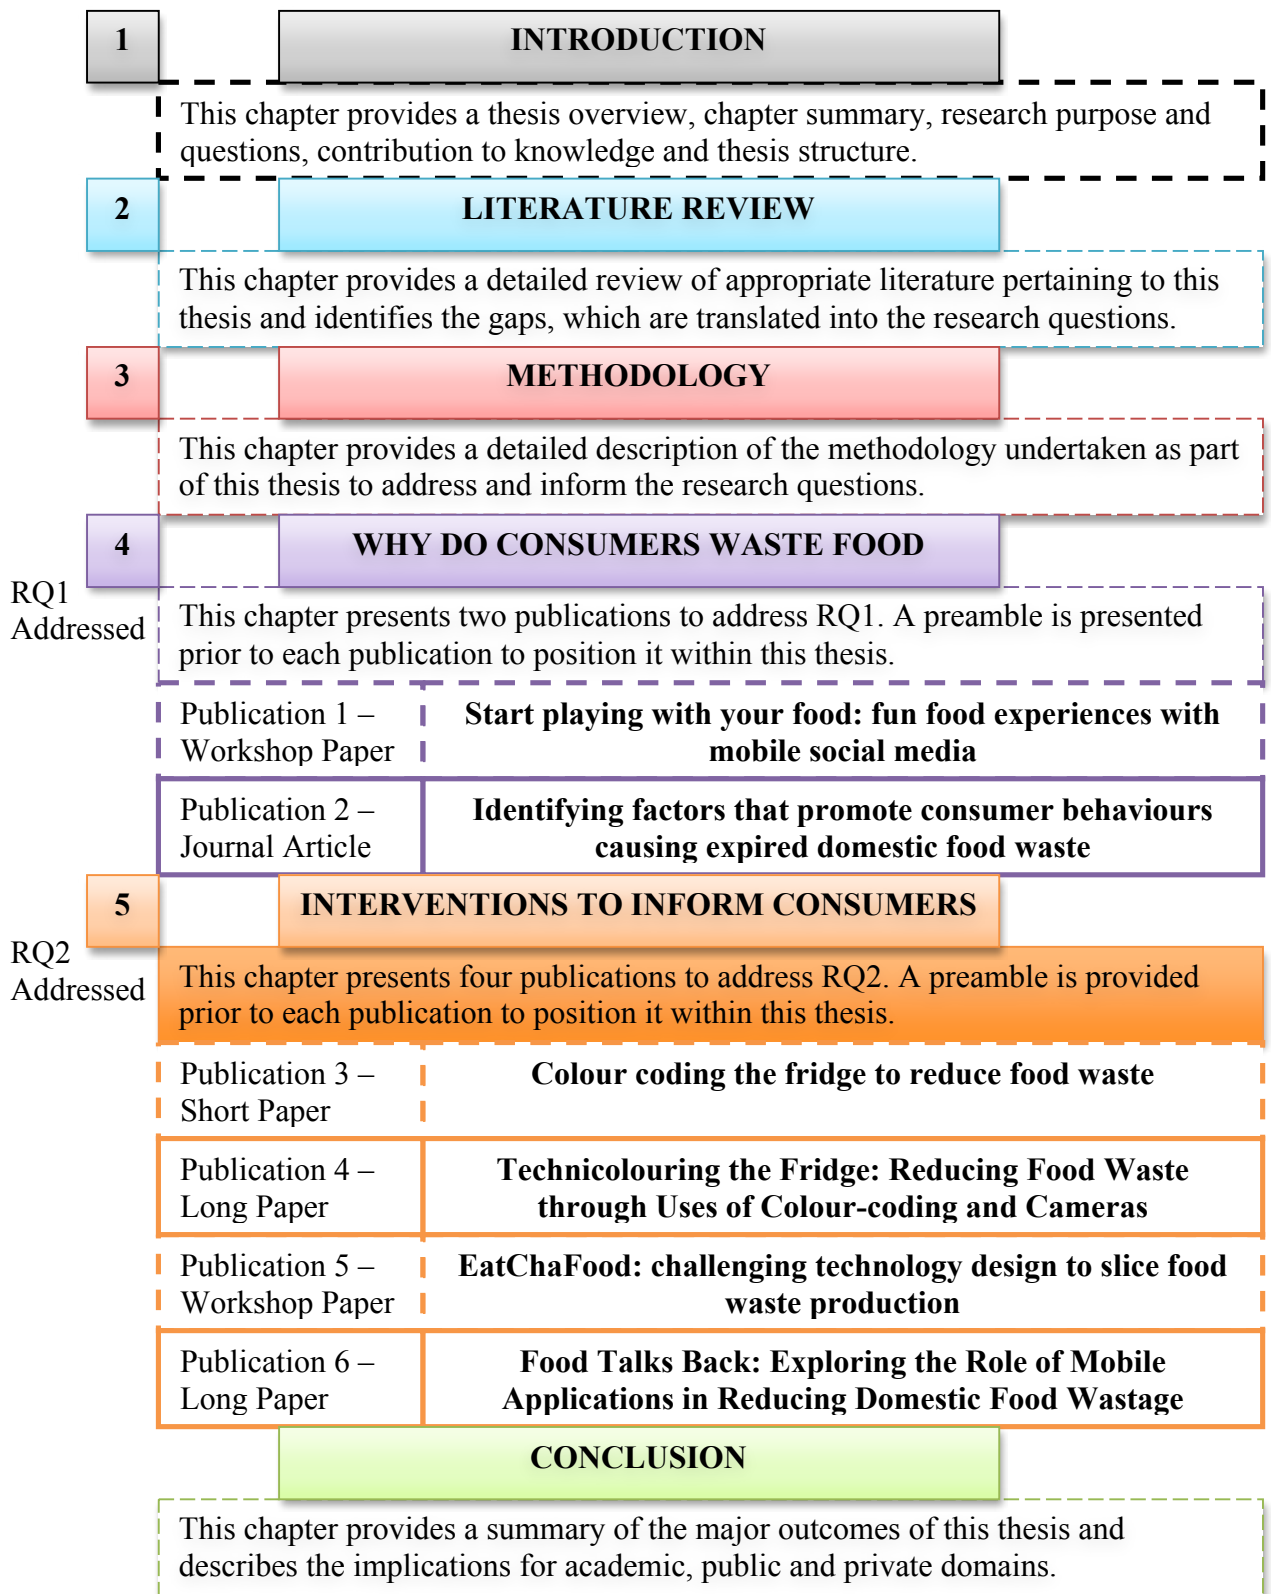 1
INTRODUCTION
This chapter provides a thesis overview, chapter summary, research purpose and
questions, contribution to knowledge and thesis structure.
2
LITERATURE REVIEW
This chapter provides a detailed review of appropriate literature pertaining to this
thesis and identifies the gaps, which are translated into the research questions.
3
METHODOLOGY
This chapter provides a detailed description of the methodology undertaken as part
of this thesis to address and inform the research questions.
4
WHY DO CONSUMERS WASTE FOOD
RQ1
Addressed
This chapter presents two publications to address RQ1. A preamble is presented
prior to each publication to position it within this thesis.
Publication 1 –
Workshop Paper
Start playing with your food: fun food experiences with
mobile social media
Publication 2 –
Journal Article
Identifying factors that promote consumer behaviours
causing expired domestic food waste
5
INTERVENTIONS TO INFORM CONSUMERS
RQ2
Addressed
This chapter presents four publications to address RQ2. A preamble is provided
prior to each publication to position it within this thesis.
Publication 3 –
Short Paper
Colour coding the fridge to reduce food waste
Publication 4 –
Long Paper
Technicolouring the Fridge: Reducing Food Waste
through Uses of Colour-coding and Cameras
Publication 5 –
Workshop Paper
EatChaFood: challenging technology design to slice food
waste production
Publication 6 –
Long Paper
Food Talks Back: Exploring the Role of Mobile
Applications in Reducing Domestic Food Wastage
CONCLUSION
This chapter provides a summary of the major outcomes of this thesis and
describes the implications for academic, public and private domains.